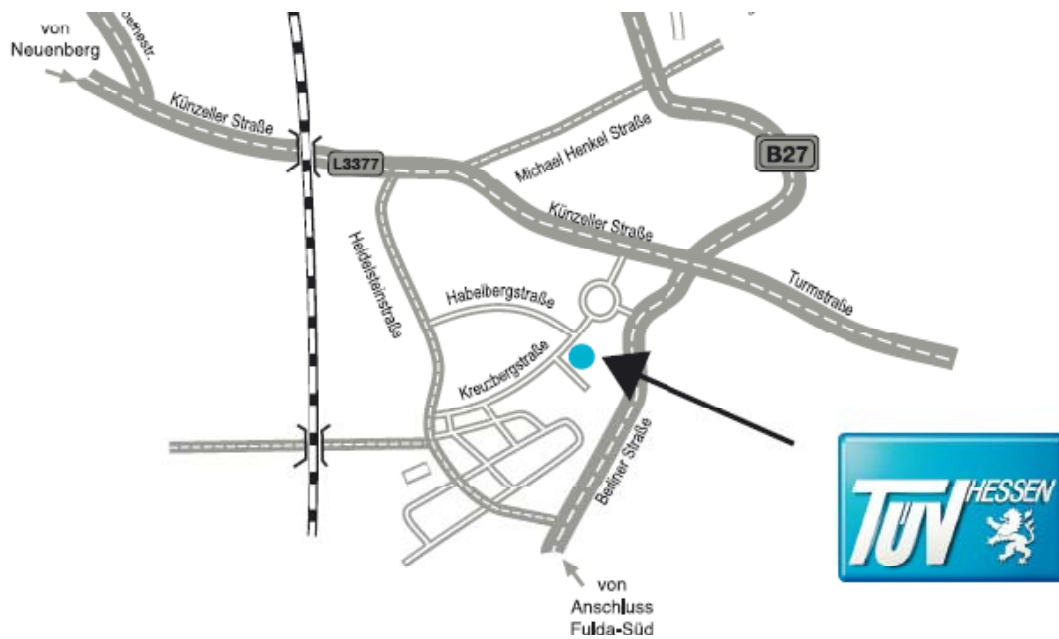 von
Neuenberg
Künzeller Straße
L3377
Michael Henkel Straße
B27
Künzeller Straße
Turmstraße
Heidelsteinstraße
Habelbergstraße
Kreuzbergstraße
Berliner Straße
TÜV HESSEN
von
Anschluss
Fulda-Süd